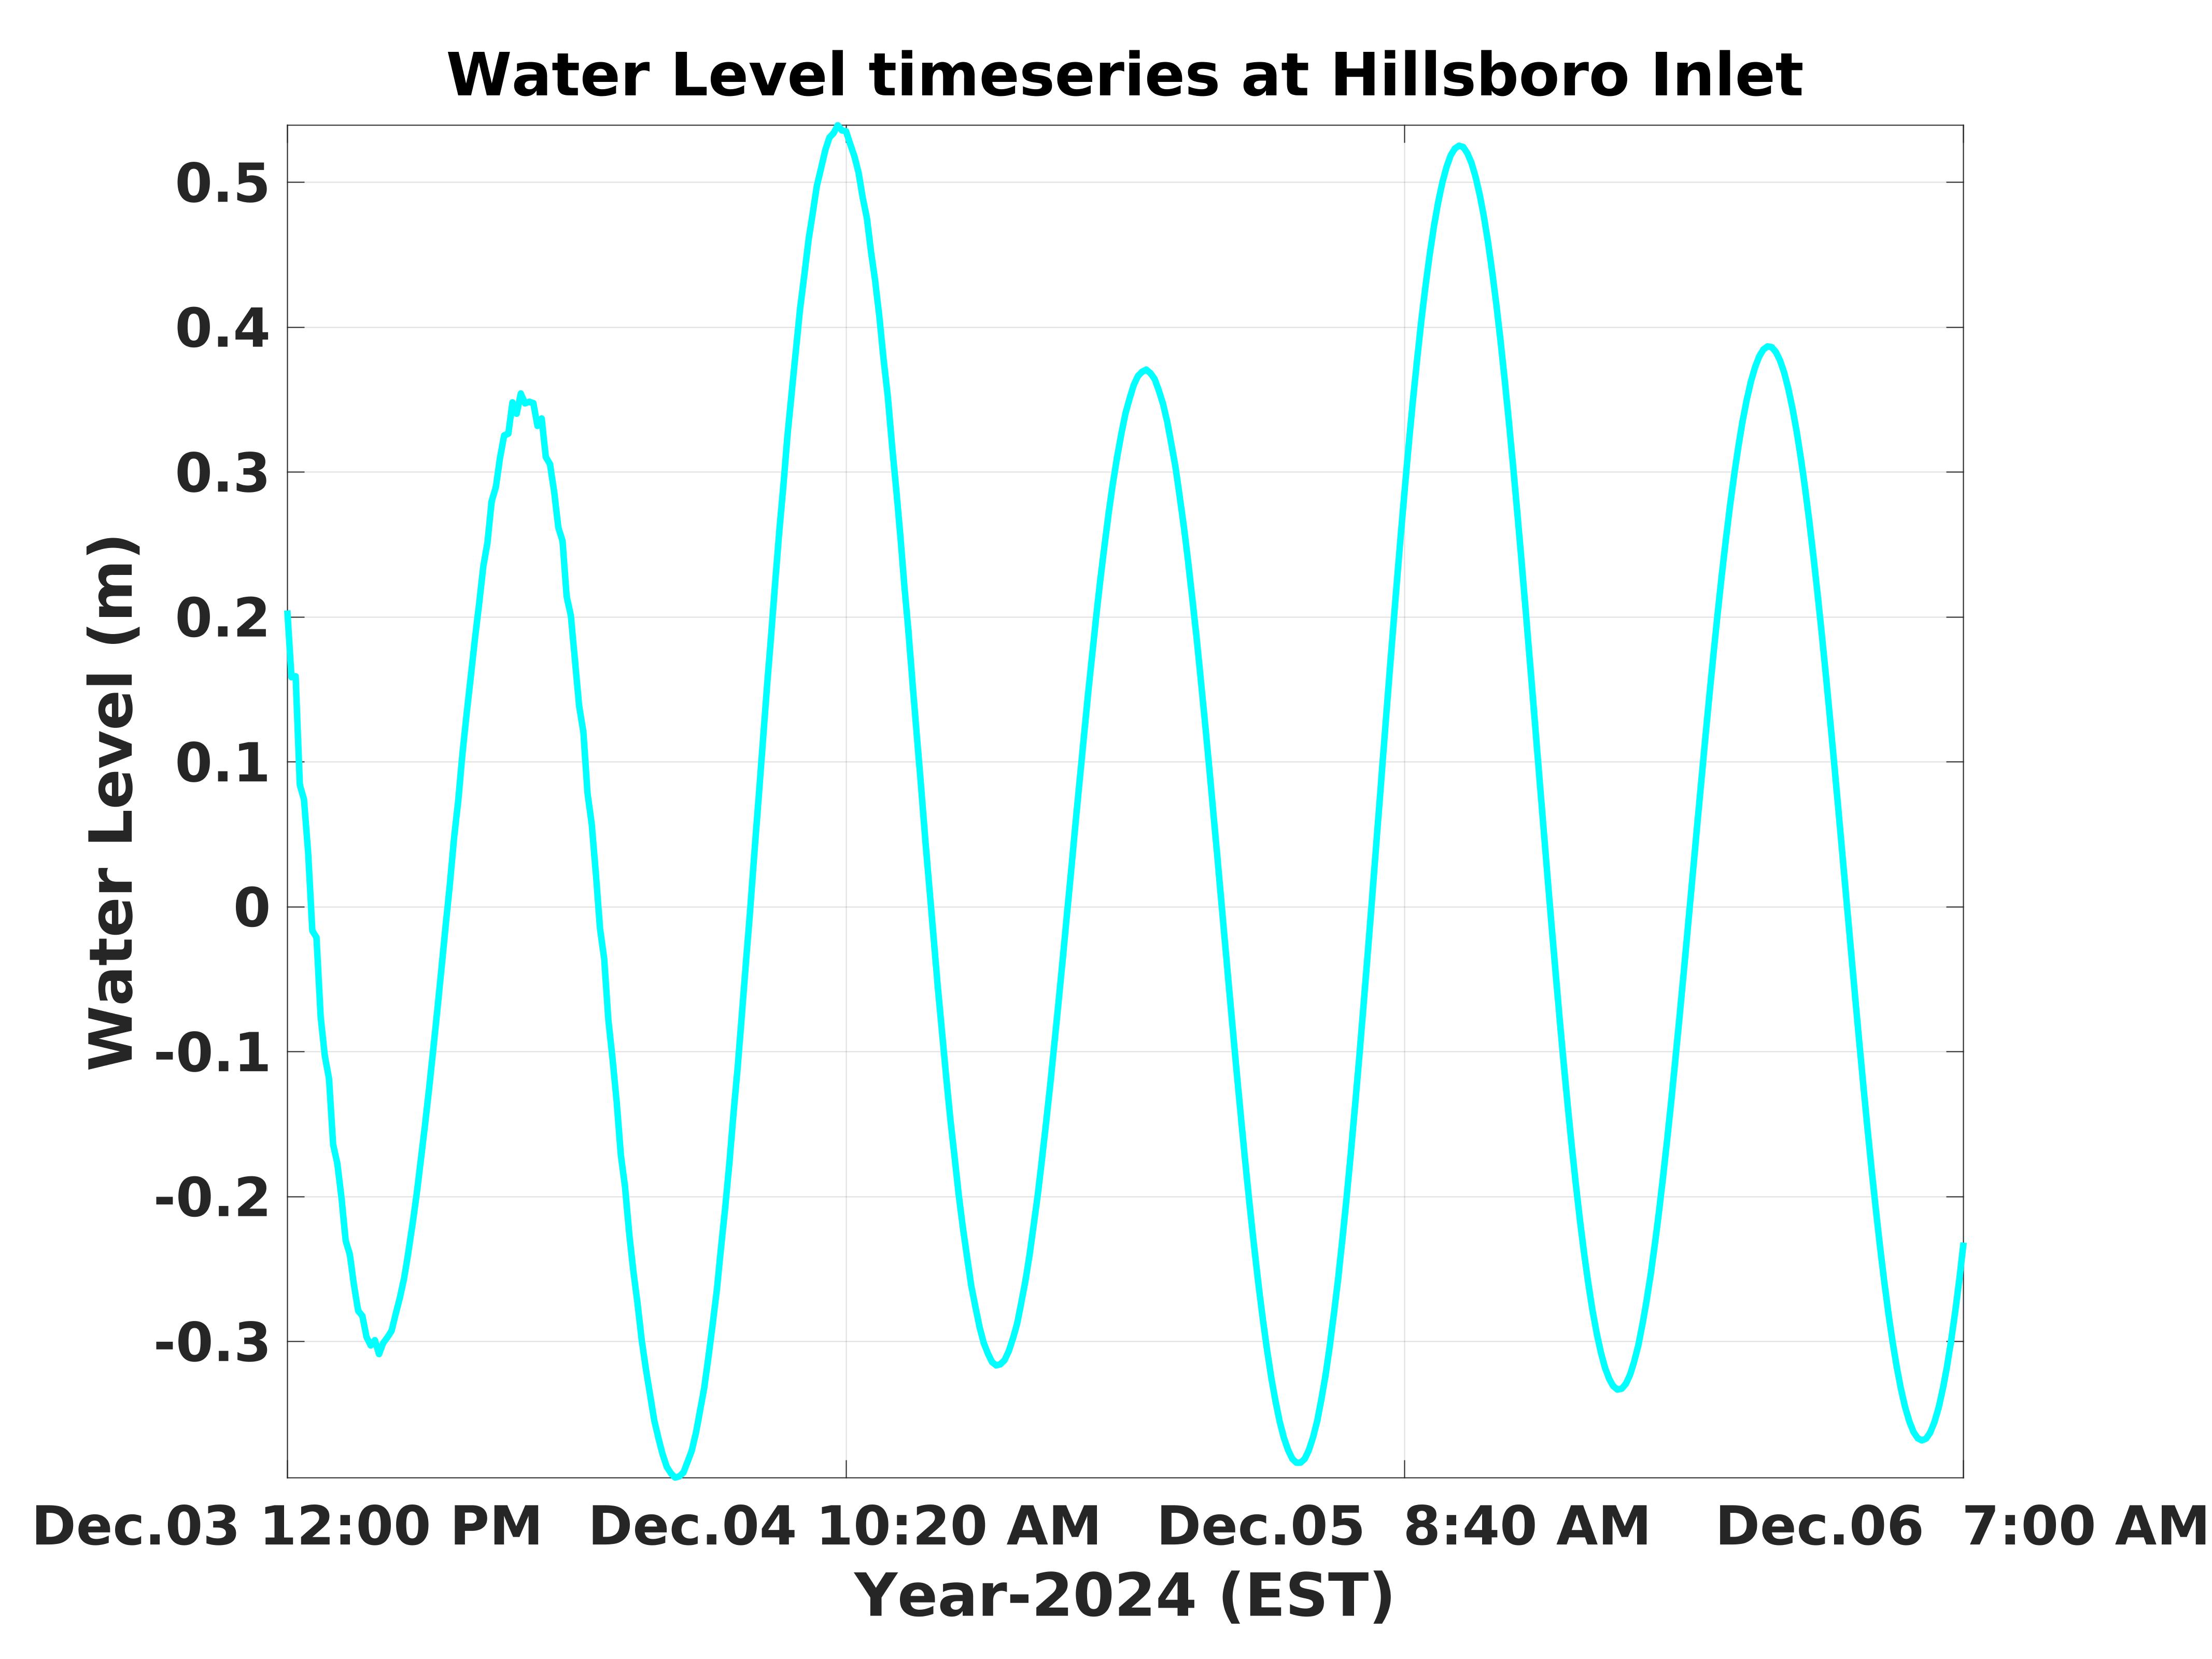 Water Level timeseries at Hillsboro Inlet
0.5
0.4
0.3
0.2
0.1
0
-0.1
-0.2
-0.3
Water Level (m)
Dec.03 12:00 PM Dec.04 10:20 AM Dec.05 8:40 AM Dec.06 7:00 AM
Year-2024 (EST)